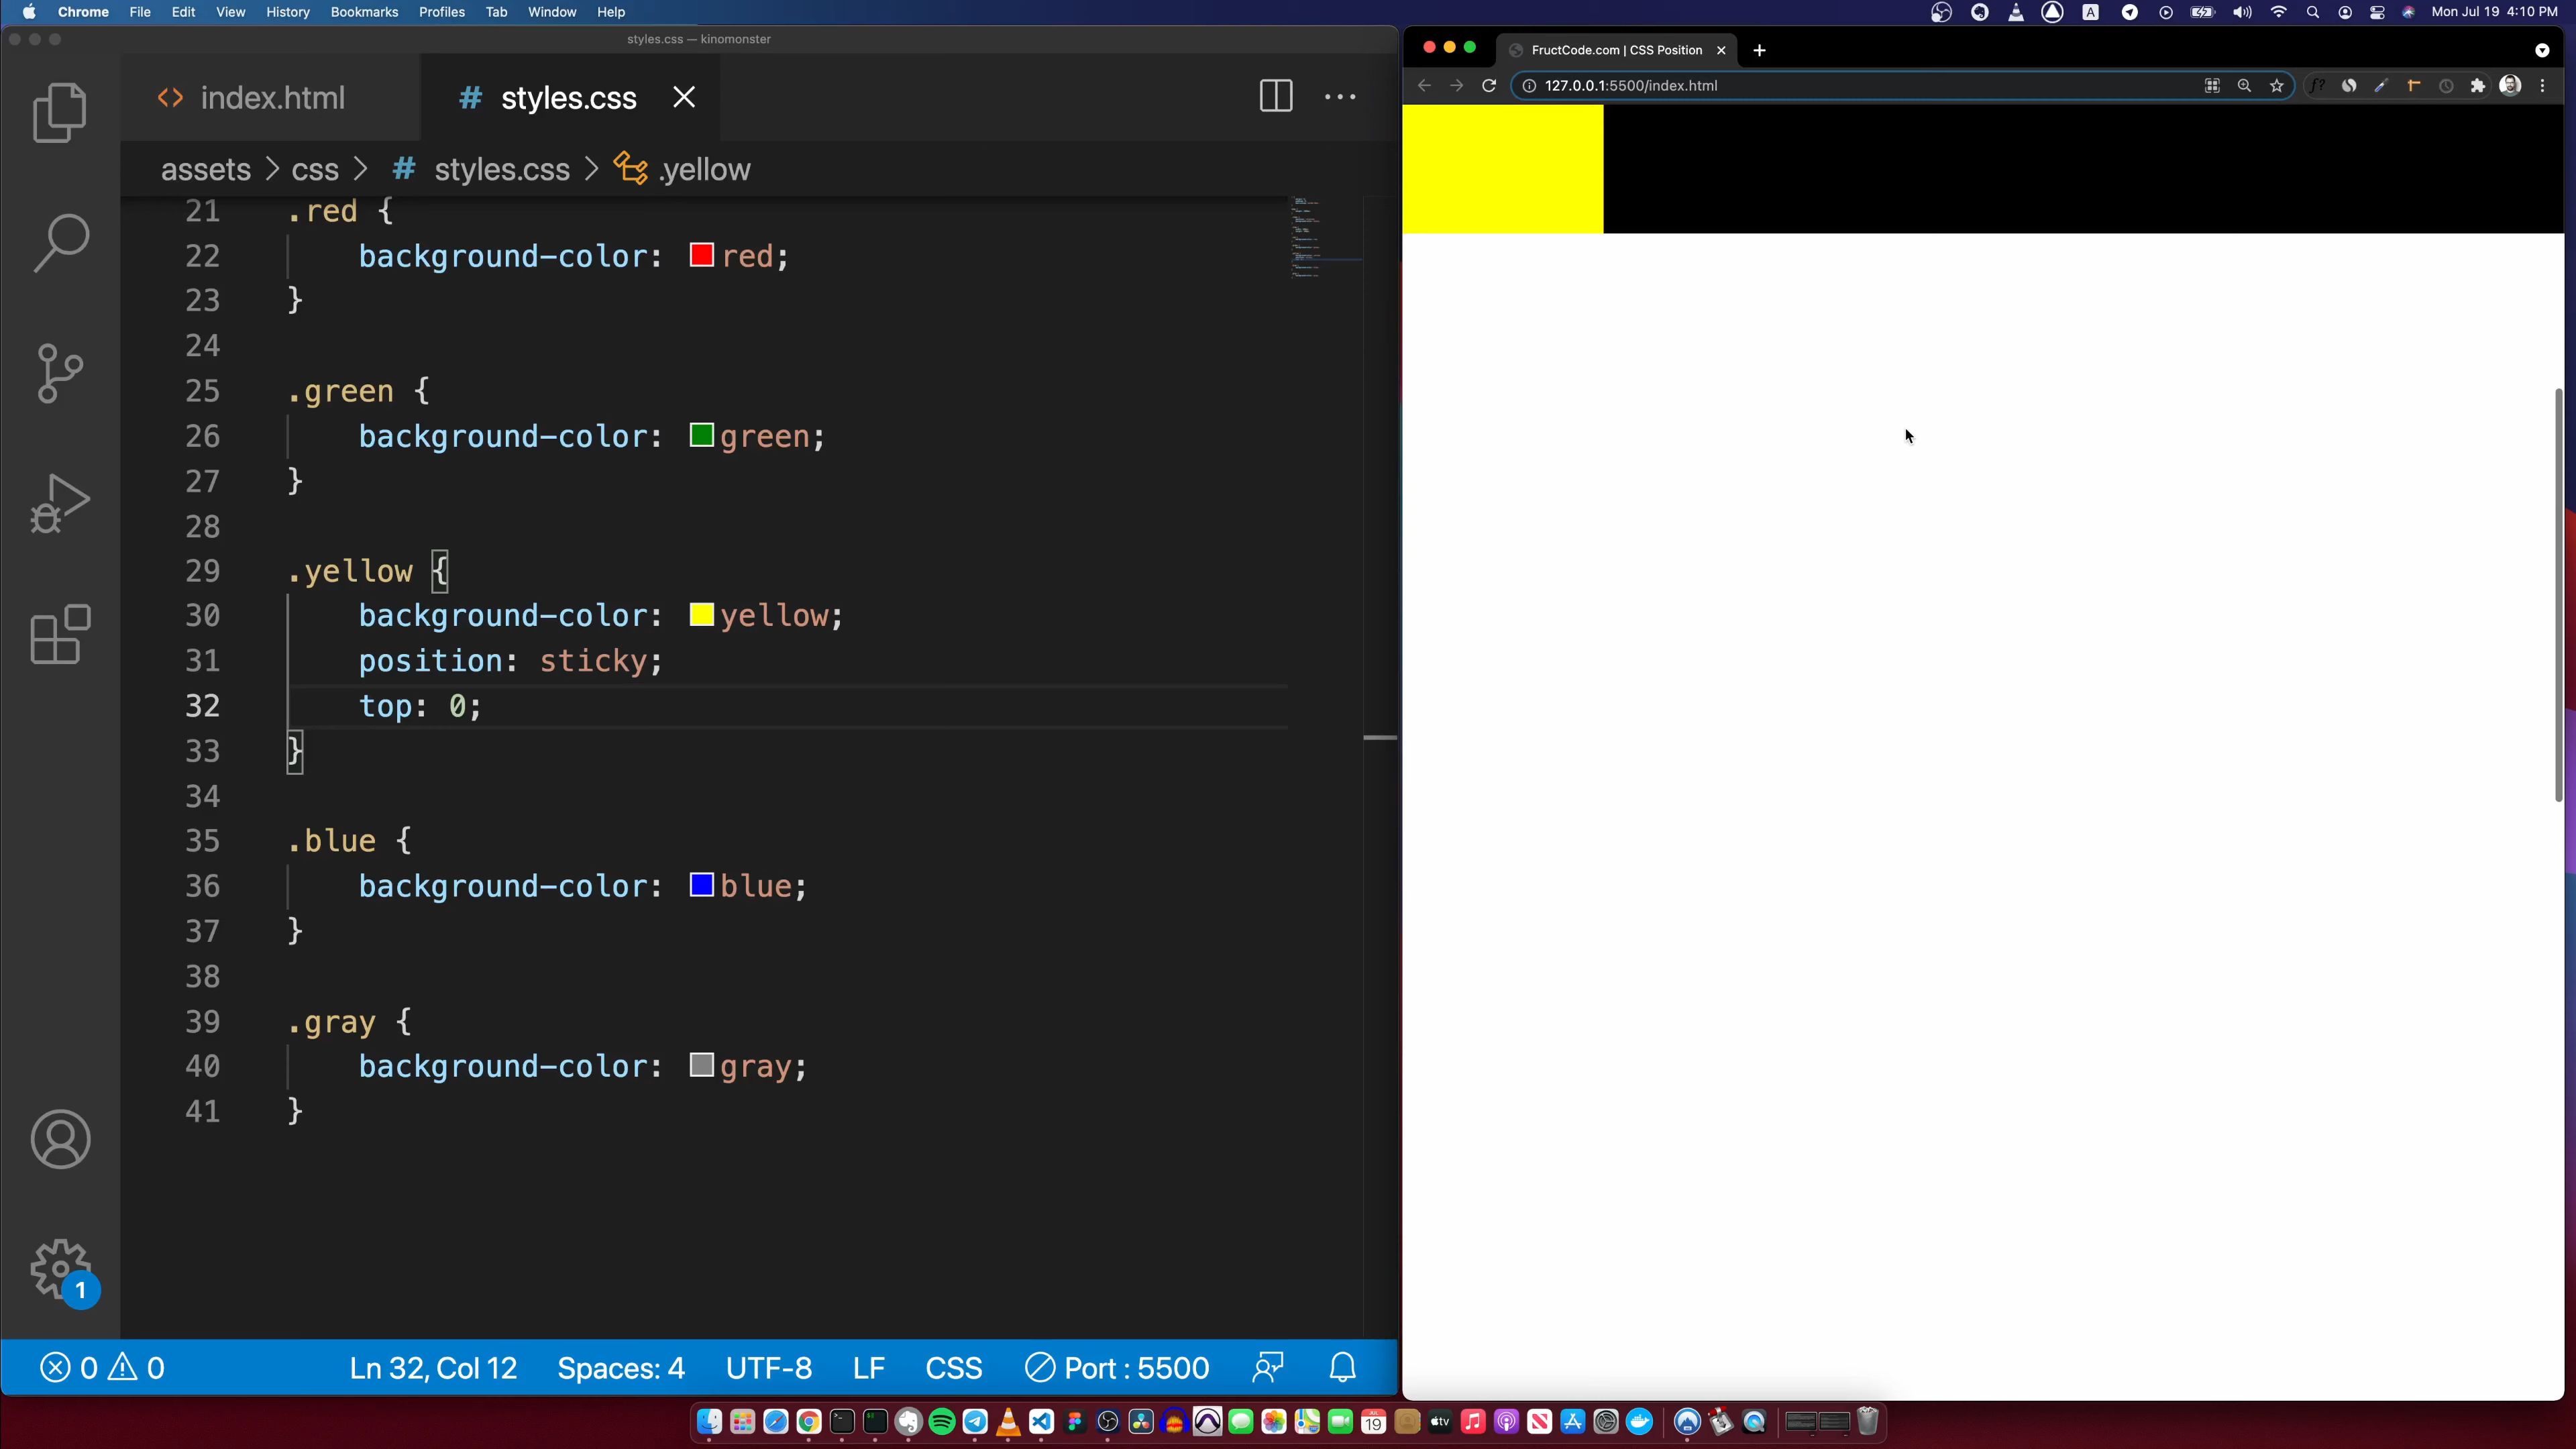 Chrome File Edit View History Bookmarks Profiles Tab Window Help
A
Mon Jul 19 4:10 PM
styles.css — kinomonster
index.html
# styles.css
assets > css > # styles.css > .yellow
21 .red {
22 background-color: red;
23 }
24
25 .green {
26 background-color: green;
27 }
28
29 .yellow {
30 background-color: yellow;
31 position: sticky;
32 top: 0;
33 }
34
35 .blue {
36 background-color: blue;
37 }
38
39 .gray {
40 background-color: gray;
41 }
1
0 0 Ln 32, Col 12 Spaces: 4 UTF-8 LF CSS Port : 5500
FructCode.com | CSS Position
127.0.0.1:5500/index.html
f?
JUL
19
tv